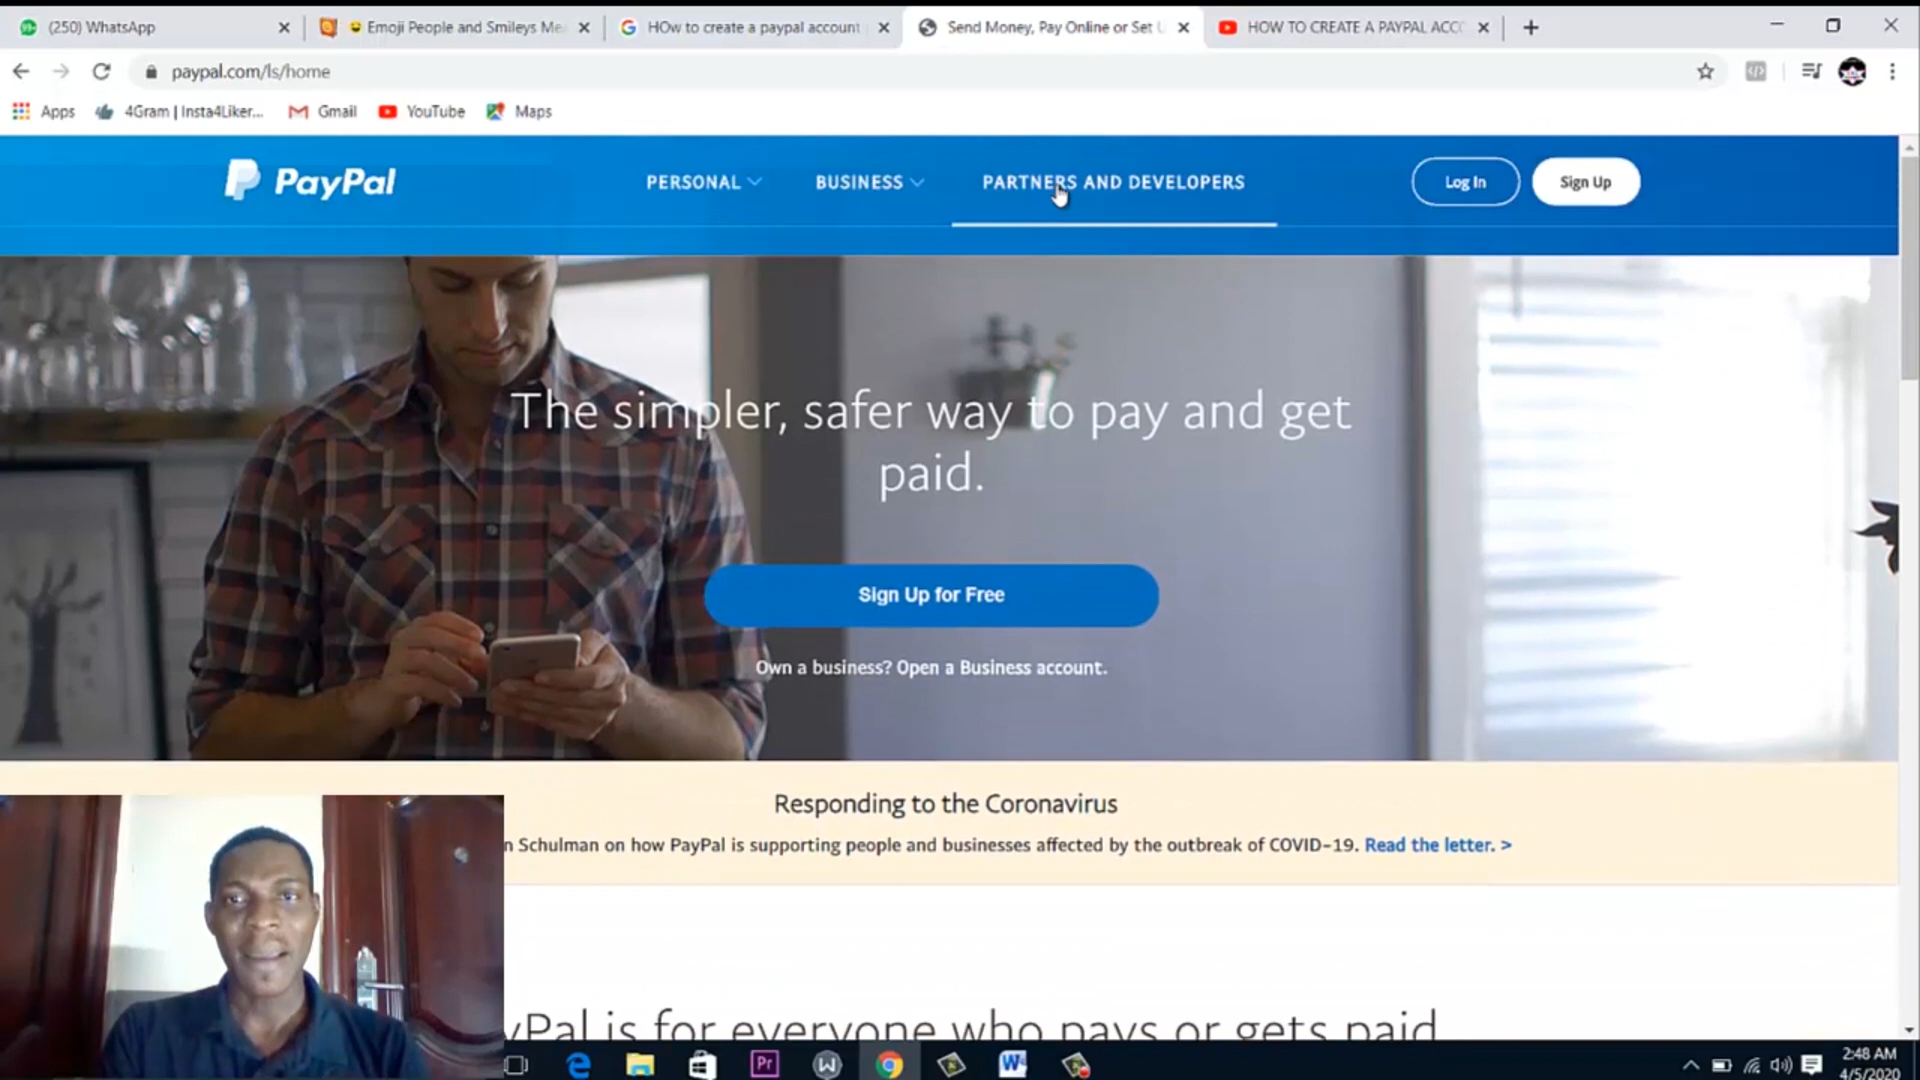 (250) WhatsApp
Emoji People and Smileys Me
HOw to create a paypal account
Send Money, Pay Online or Set U
HOW TO CREATE A PAYPAL ACCO
paypal.com/ls/home
Apps
4Gram | Insta4Liker...
Gmail
YouTube
Maps
PayPal
PERSONAL
BUSINESS
PARTNERS AND DEVELOPERS
Log In
Sign Up
The simpler, safer way to pay and get
paid.
Sign Up for Free
Own a business? Open a Business account.
Responding to the Coronavirus
n Schulman on how PayPal is supporting people and businesses affected by the outbreak of COVID-19. Read the letter. >
yPal is for everyone who pays or gets paid
Pr
W
2:48 AM
4/5/2020